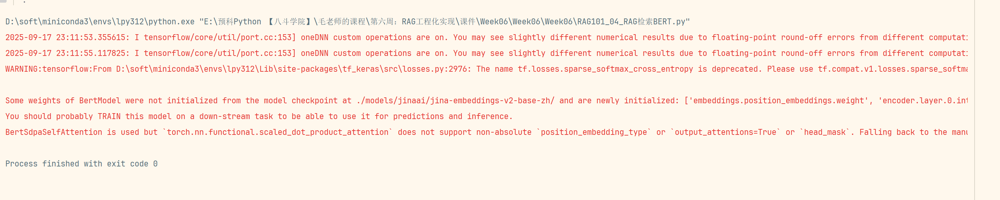 D:\soft\miniconda3\envs\lpy312\python.exe "E:\预科Python 【八斗学院】\毛老师的课程\第六周：RAG工程化实现\课件\Week06\Week06\Week06\RAG101_04_RAG检索BERT.py"
2025-09-17 23:11:53.355615: I tensorflow/core/util/port.cc:153] oneDNN custom operations are on. You may see slightly different numerical results due to floating-point round-off errors from different computati
2025-09-17 23:11:55.117825: I tensorflow/core/util/port.cc:153] oneDNN custom operations are on. You may see slightly different numerical results due to floating-point round-off errors from different computati
WARNING:tensorflow:From D:\soft\miniconda3\envs\lpy312\Lib\site-packages\tf_keras\src\losses.py:2976: The name tf.losses.sparse_softmax_cross_entropy is deprecated. Please use tf.compat.v1.losses.sparse_softma
Some weights of BertModel were not initialized from the model checkpoint at ./models/jinaai/jina-embeddings-v2-base-zh/ and are newly initialized: ['embeddings.position_embeddings.weight', 'encoder.layer.0.int
You should probably TRAIN this model on a down-stream task to be able to use it for predictions and inference.
BertSdpaSelfAttention is used but `torch.nn.functional.scaled_dot_product_attention` does not support non-absolute `position_embedding_type` or `output_attentions=True` or `head_mask`. Falling back to the manu
Process finished with exit code 0